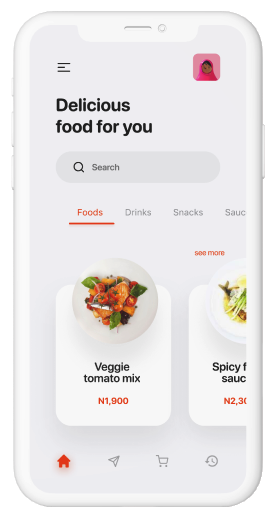 Delicious
food for you
Search
Foods Drinks Snacks Sauc
see more
Veggie
tomato mix
N1,900
Spicy f
sauc
N2,30